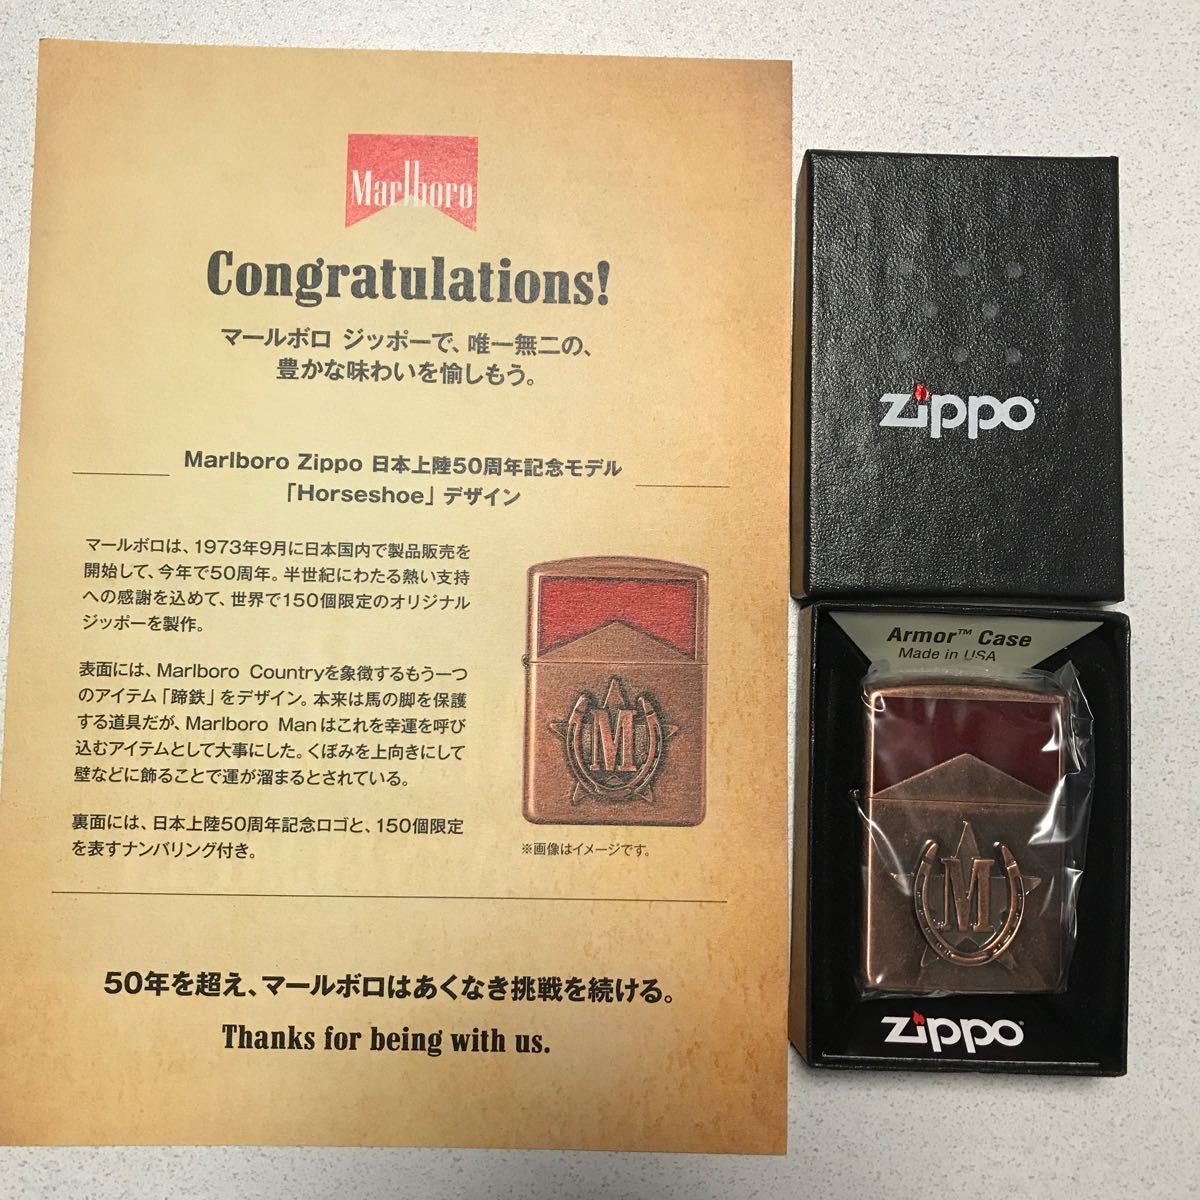 Marlboro
Congratulations!
マールボロ ジッポーで、唯一無二の、
豊かな味わいを愉しもう。
Marlboro Zippo 日本上陸50周年記念モデル
「Horseshoe」デザイン
マールボロは、1973年9月に日本国内で製品販売を
開始して、今年で50周年。半世紀にわたる熱い支持
への感謝を込めて、世界で150個限定のオリジナル
ジッポーを製作。
表面には、Marlboro Countryを象徴するもう一つ
のアイテム「蹄鉄」をデザイン。本来は馬の脚を保護
する道具だが、Marlboro Manはこれを幸運を呼び
込むアイテムとして大事にした。くぼみを上向きにして
壁などに飾ることで運が溜まるとされている。
裏面には、日本上陸50周年記念ロゴと、150個限定
を表すナンバリング付き。
M
※画像はイメージです。
50年を超え、マールボロはあくなき挑戦を続ける。
Thanks for being with us.
zippo
Armor™ Case
Made in USA
M
zippo